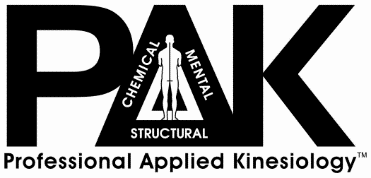 PAK
CHEMICAL
MENTAL
STRUCTURAL
Professional Applied Kinesiology™